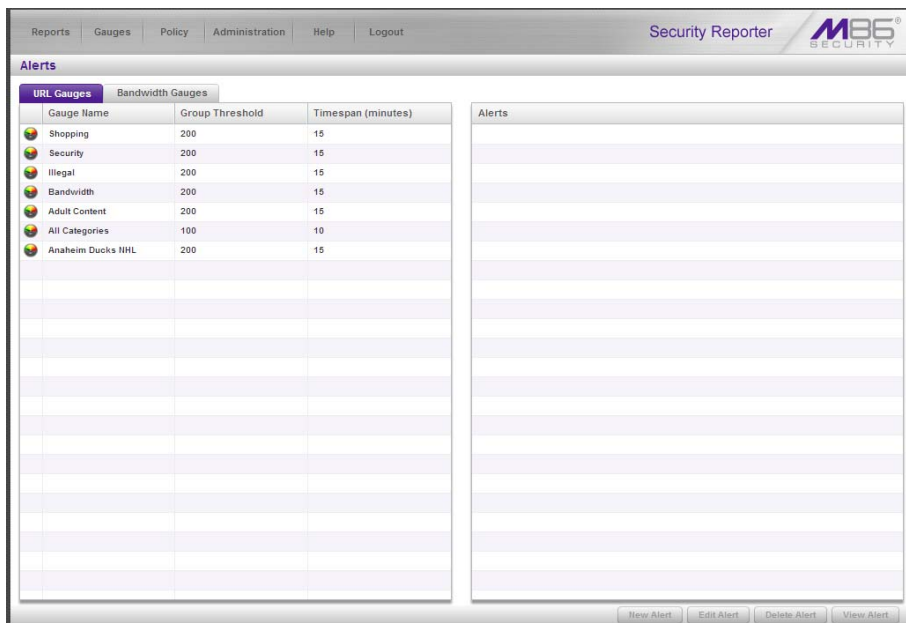 Reports Gauges Policy Administration Help Logout Security Reporter M86® SECURITY
Alerts
URL Gauges Bandwidth Gauges
Gauge Name Group Threshold Timespan (minutes) Alerts
Shopping 200 15
Security 200 15
Illegal 200 15
Bandwidth 200 15
Adult Content 200 15
All Categories 100 10
Anaheim Ducks NHL 200 15
New Alert Edit Alert Delete Alert View Alert